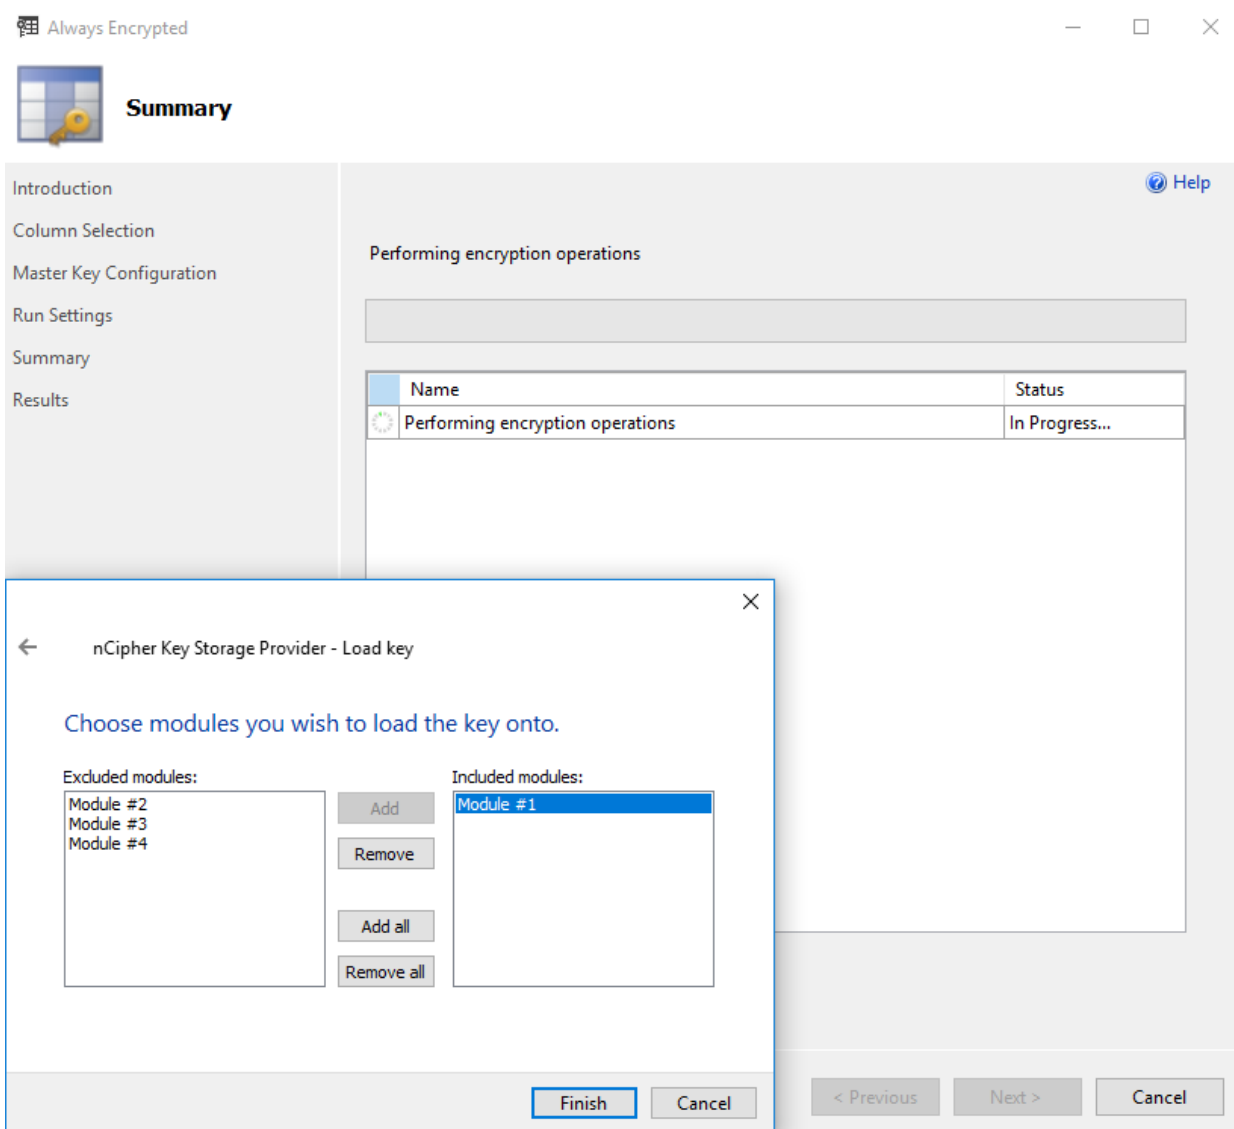 Always Encrypted
Summary
Introduction
Column Selection
Master Key Configuration
Run Settings
Summary
Results
Help
Performing encryption operations
Name Status
Performing encryption operations In Progress...
nCipher Key Storage Provider - Load key
Choose modules you wish to load the key onto.
Excluded modules:
Module #2
Module #3
Module #4
Add
Remove
Add all
Remove all
Included modules:
Module #1
Finish Cancel
< Previous Next > Cancel